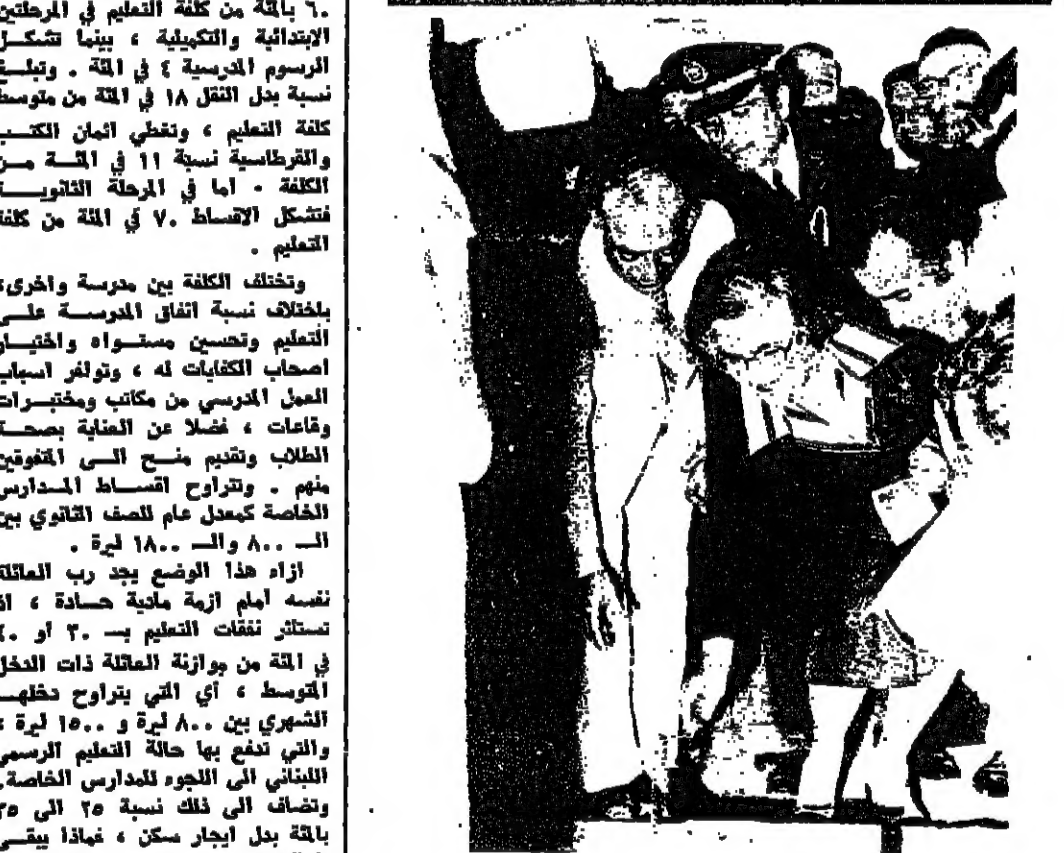 ٦٠ بالمئة من كلفة التعليم في المرحلتين
الابتدائية والتكميلية ، بينما تشكل
الرسوم المدرسية ٤ في المئة . وتبلغ
نسبة بدل النقل ١٨ في المئة من متوسط
كلفة التعليم ، وتغطي اثمان الكتب
والقرطاسية نسبة ١١ في المئة من
الكلفة . اما في المرحلة الثانوية
فتشكل الاقساط ٧٠ في المئة من كلفة
التعليم .
وتختلف الكلفة بين مدرسة واخرى،
باختلاف نسبة انفاق المدرسة على
التعليم وتحسين مستواه واختيار
اصحاب الكفايات له ، وتوافر اسباب
العمل المدرسي من مكاتب ومختبرات
وقاعات ، فضلا عن العناية بصحة
الطلاب وتقديم منح الى المتفوقين
منهم . وتتراوح اقساط المدارس
الخاصة كمعدل عام للصف الثانوي بين
الـ ٨٠٠ والـ ١٨٠٠ ليرة .
ازاء هذا الوضع يجد رب العائلة
نفسه امام ازمة مادية حادة ، اذ
تستاثر نفقات التعليم بـ ٣٠ أو ٤٠
في المئة من موازنة العائلة ذات الدخل
المتوسط ، أي التي يتراوح دخلها
الشهري بين ٨٠٠ ليرة و ١٥٠٠ ليرة ،
والتي تدفع بها حالة التعليم الرسمي
اللبناني الى اللجوء للمدارس الخاصة.
وتضاف الى ذلك نسبة ٢٥ الى ٣٥
بالمئة بدل ايجار سكن ، فماذا يبقى